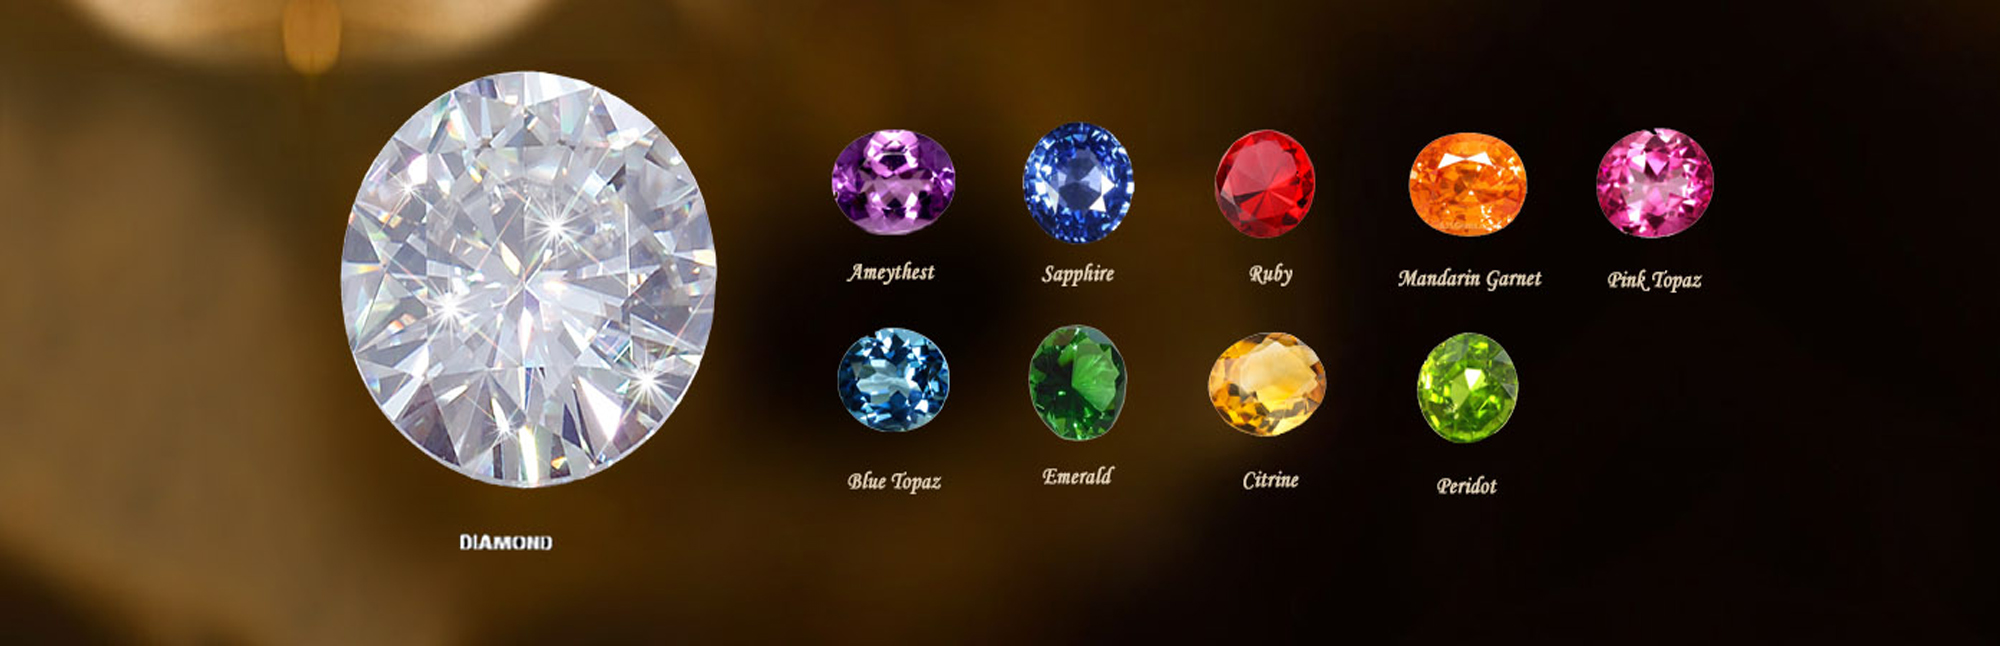 Ameythest
Sapphire
Ruby
Mandarin Garnet
Pink Topaz
Blue Topaz
Emerald
Citrine
Peridot
DIAMOND